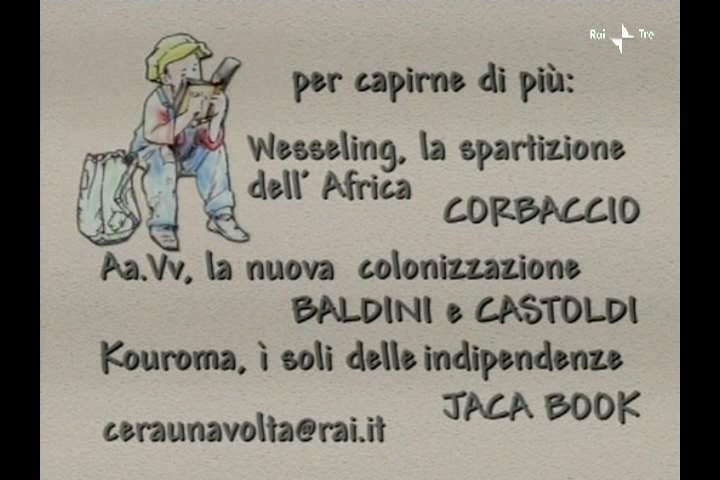 Rai Tre
per capirne di più:
Wesseling, la spartizione
dell' Africa
CORBACCIO
Aa.Vv, la nuova colonizzazione
BALDINI e CASTOLDI
Kouroma, ì soli delle indipendenze
JACA BOOK
ceraunavolta@rai.it